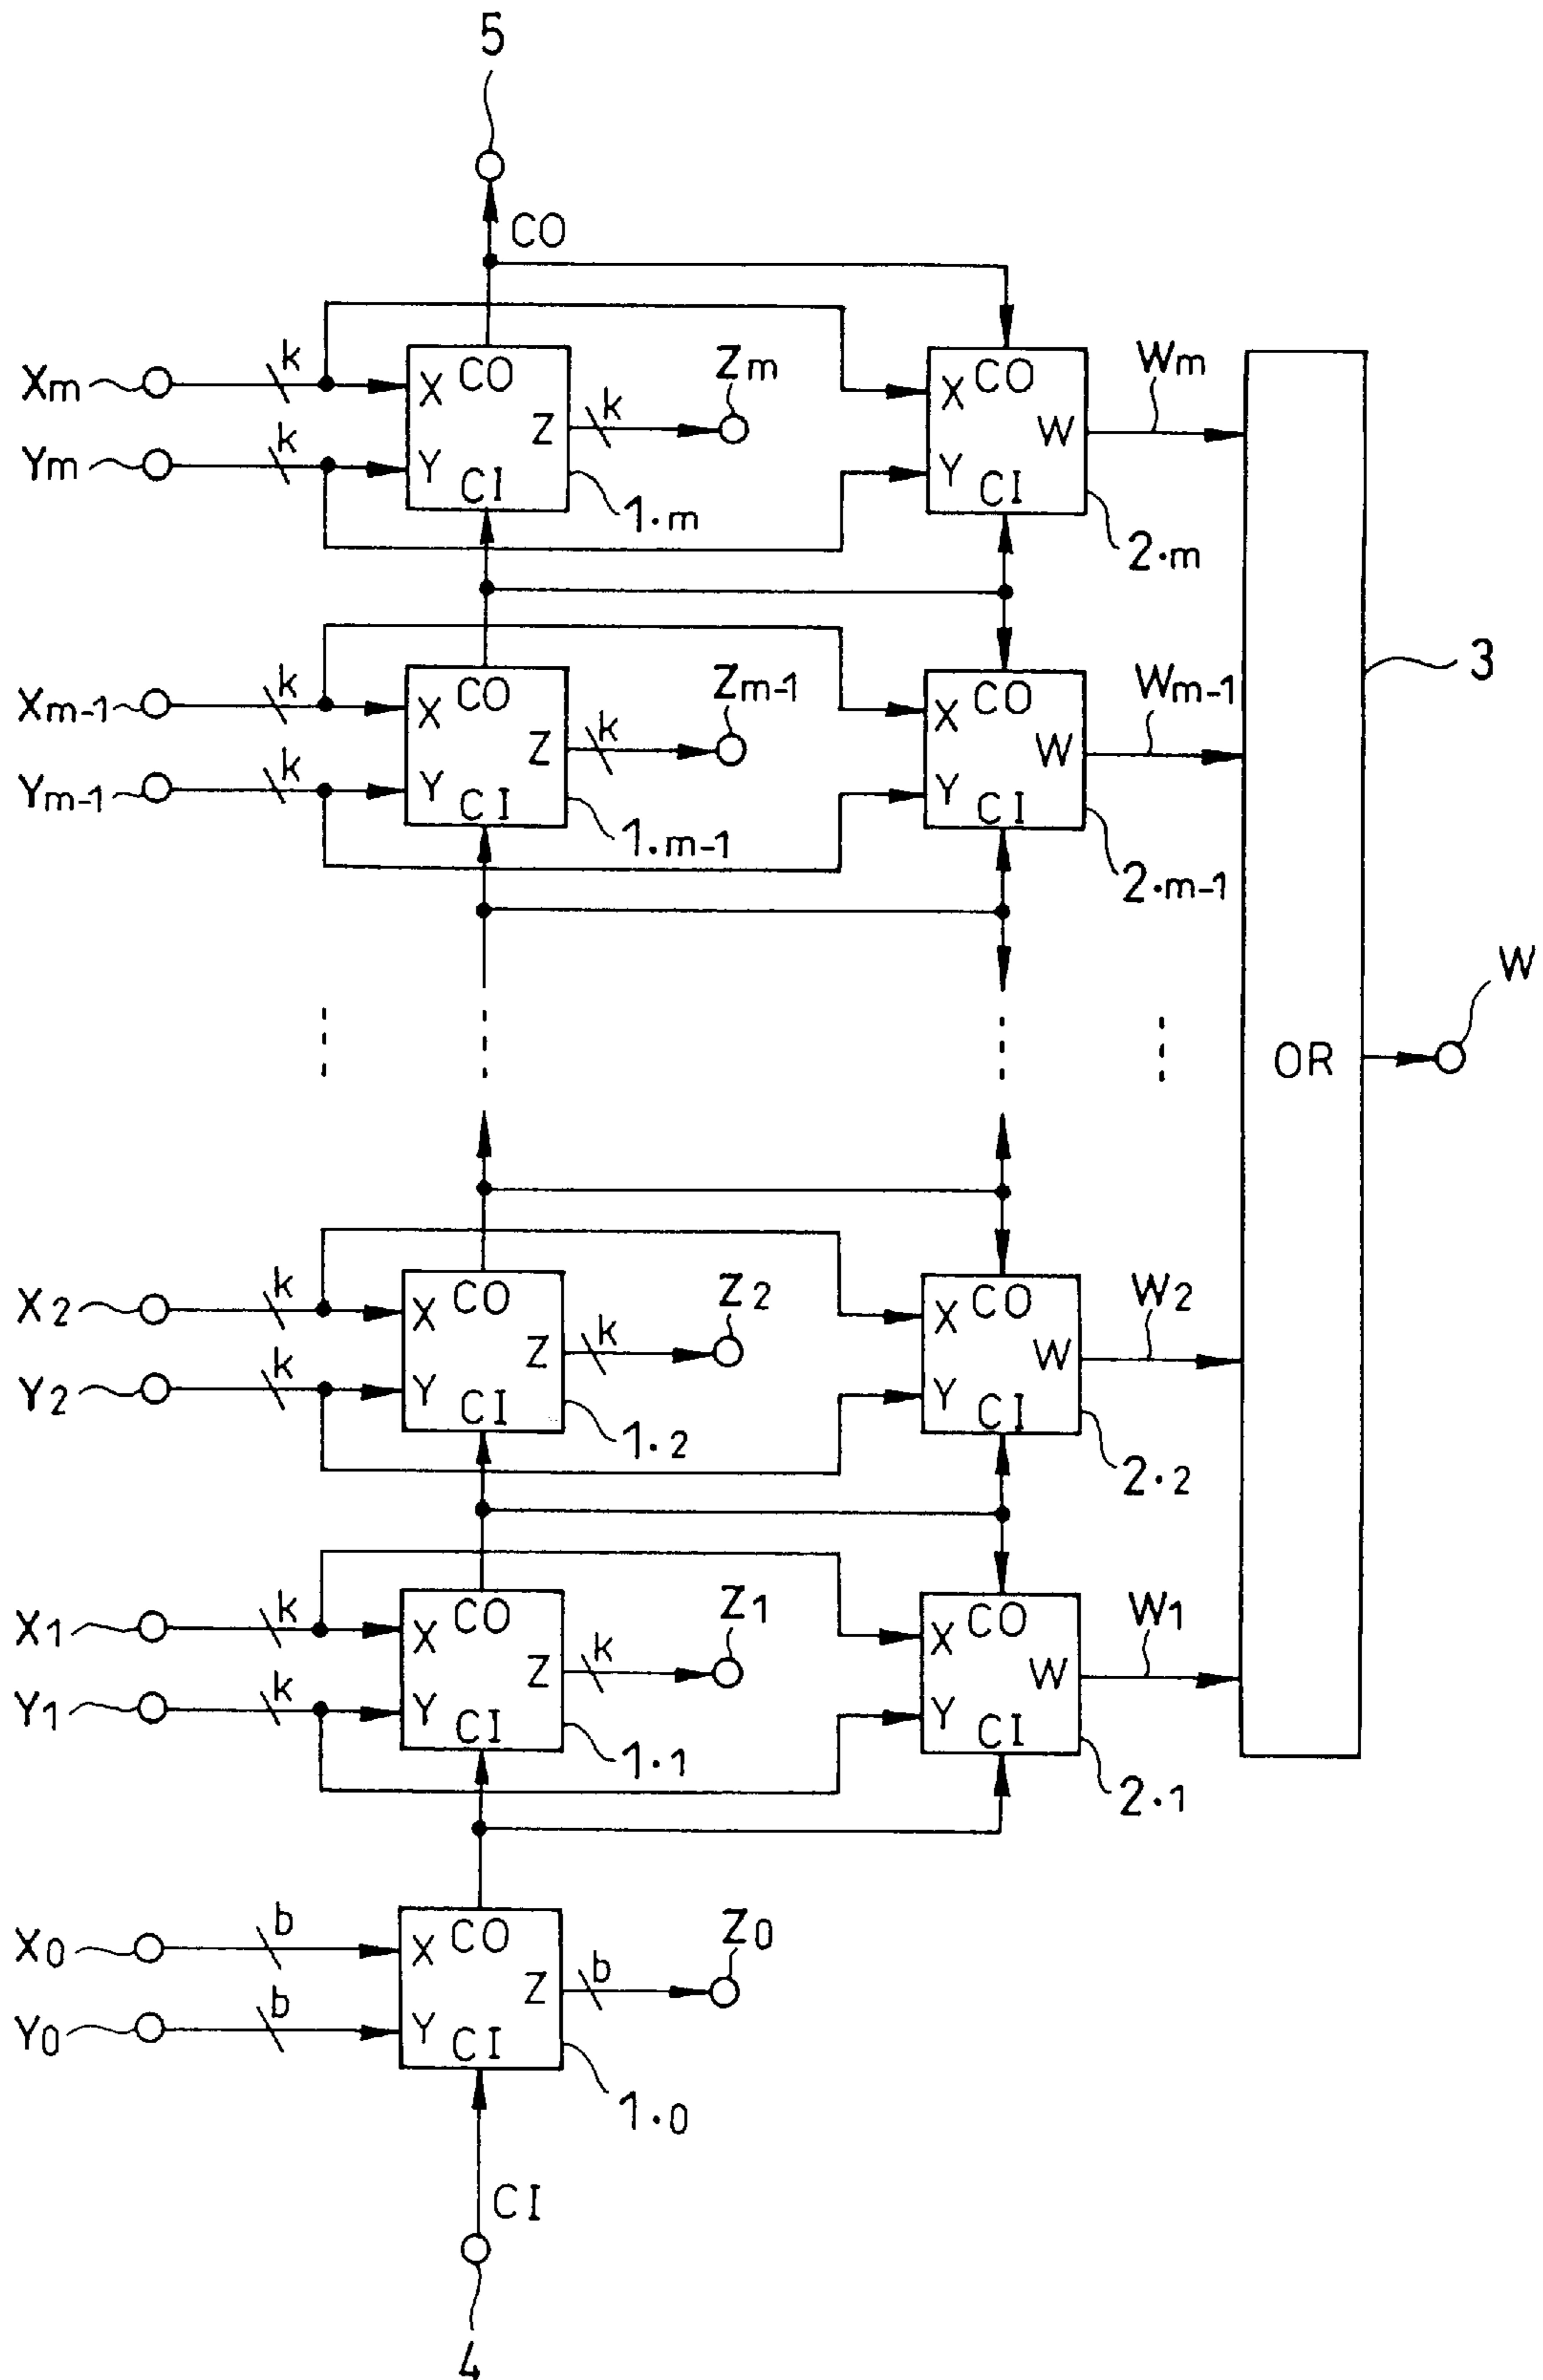 5
CO
Xm k X CO Z k Zm X CO W Wm
Ym k Y CI 1·m Y CI 2·m
Xm-1 k X CO Z k Zm-1 X CO W Wm-1 3
Ym-1 k Y CI 1·m-1 Y CI 2·m-1
W
OR
X2 k X CO Z k Z2 X CO W W2
Y2 k Y CI 1·2 Y CI 2·2
X1 k X CO Z k Z1 X CO W W1
Y1 k Y CI 1·1 Y CI 2·1
X0 b X CO Z b Z0
Y0 b Y CI 1·0
CI
4